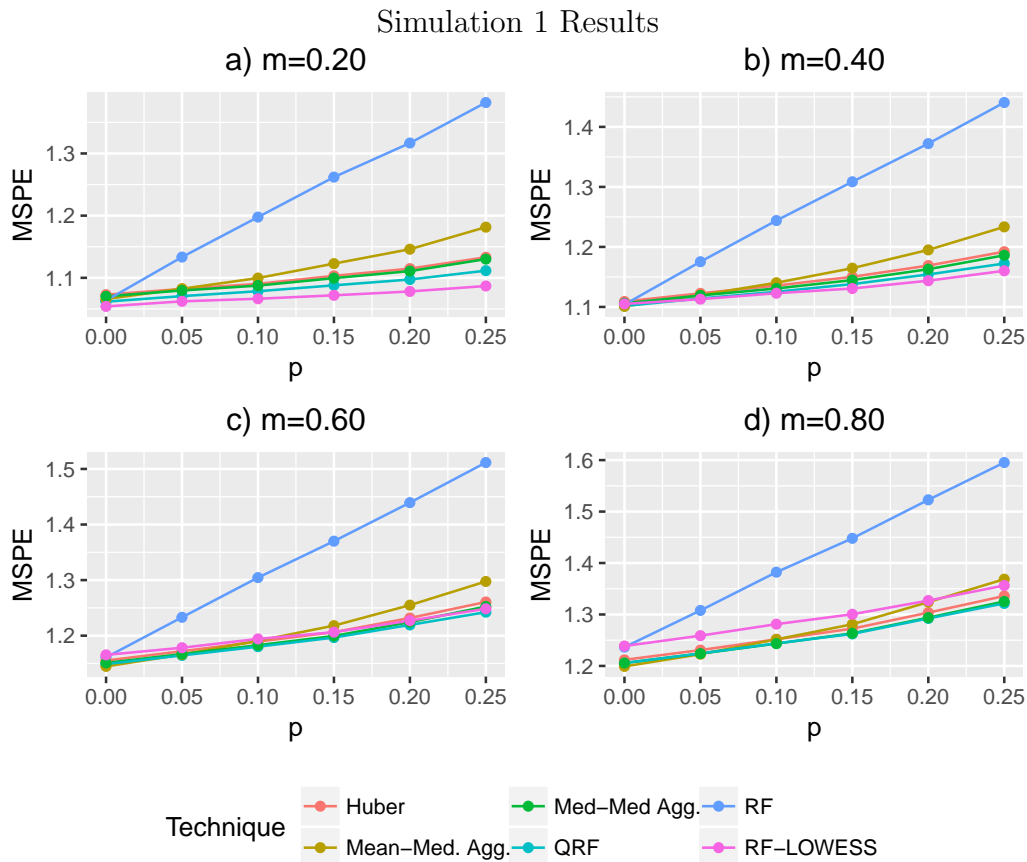 Simulation 1 Results
a) m=0.20
b) m=0.40
MSPE
1.3
1.2
1.1
0.00 0.05 0.10 0.15 0.20 0.25
p
MSPE
1.4
1.3
1.2
1.1
0.00 0.05 0.10 0.15 0.20 0.25
p
c) m=0.60
d) m=0.80
MSPE
1.5
1.4
1.3
1.2
0.00 0.05 0.10 0.15 0.20 0.25
p
MSPE
1.6
1.5
1.4
1.3
1.2
0.00 0.05 0.10 0.15 0.20 0.25
p
Technique
Huber
Mean−Med. Agg.
Med−Med Agg.
QRF
RF
RF−LOWESS